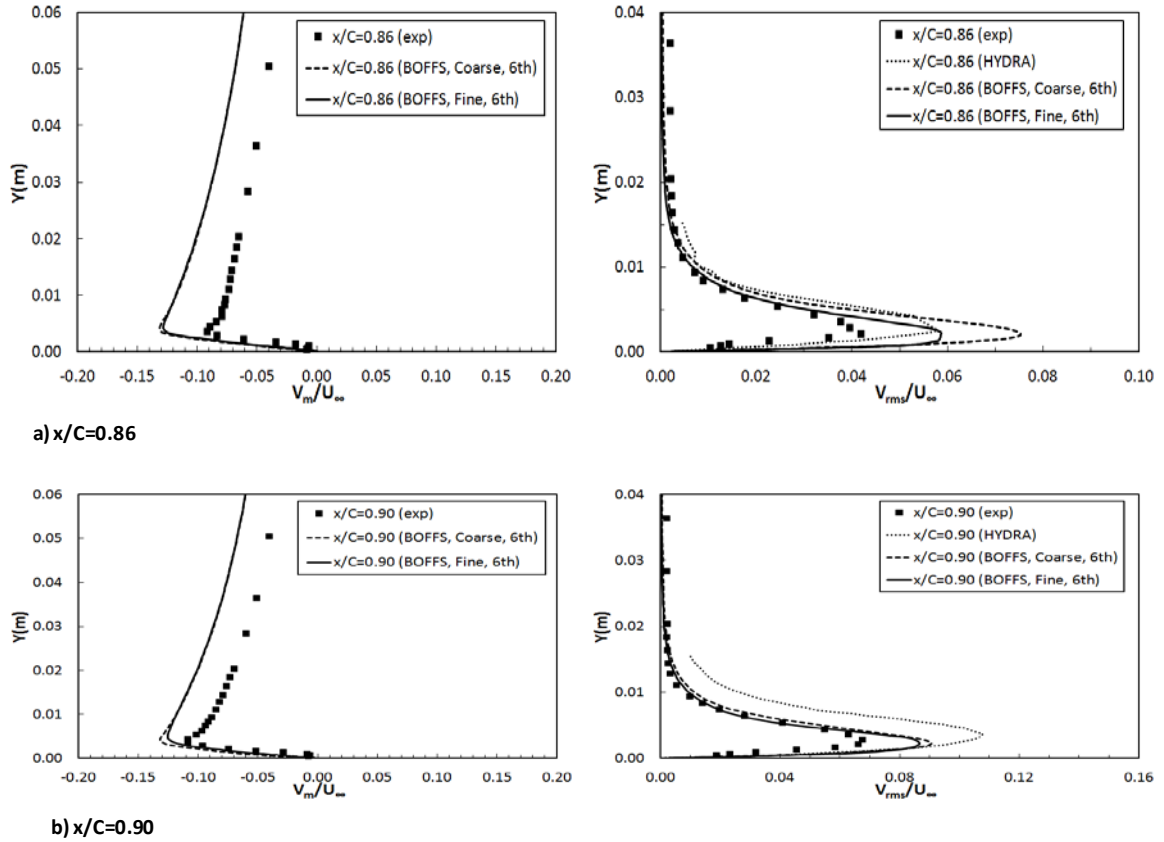 0.06
0.05
0.04
0.03
0.02
0.01
0.00
Y(m)
-0.20 -0.15 -0.10 -0.05 0.00 0.05 0.10 0.15 0.20
Vm/U∞
x/C=0.86 (exp)
x/C=0.86 (BOFFS, Coarse, 6th)
x/C=0.86 (BOFFS, Fine, 6th)
0.04
0.03
0.02
0.01
0.00
Y(m)
0.00 0.02 0.04 0.06 0.08 0.10
Vrms/U∞
x/C=0.86 (exp)
x/C=0.86 (HYDRA)
x/C=0.86 (BOFFS, Coarse, 6th)
x/C=0.86 (BOFFS, Fine, 6th)
a) x/C=0.86
0.06
0.05
0.04
0.03
0.02
0.01
0.00
Y(m)
-0.20 -0.15 -0.10 -0.05 0.00 0.05 0.10 0.15 0.20
Vm/U∞
x/C=0.90 (exp)
x/C=0.90 (BOFFS, Coarse, 6th)
x/C=0.90 (BOFFS, Fine, 6th)
0.04
0.03
0.02
0.01
0.00
Y(m)
0.00 0.04 0.08 0.12 0.16
Vrms/U∞
x/C=0.90 (exp)
x/C=0.90 (HYDRA)
x/C=0.90 (BOFFS, Coarse, 6th)
x/C=0.90 (BOFFS, Fine, 6th)
b) x/C=0.90